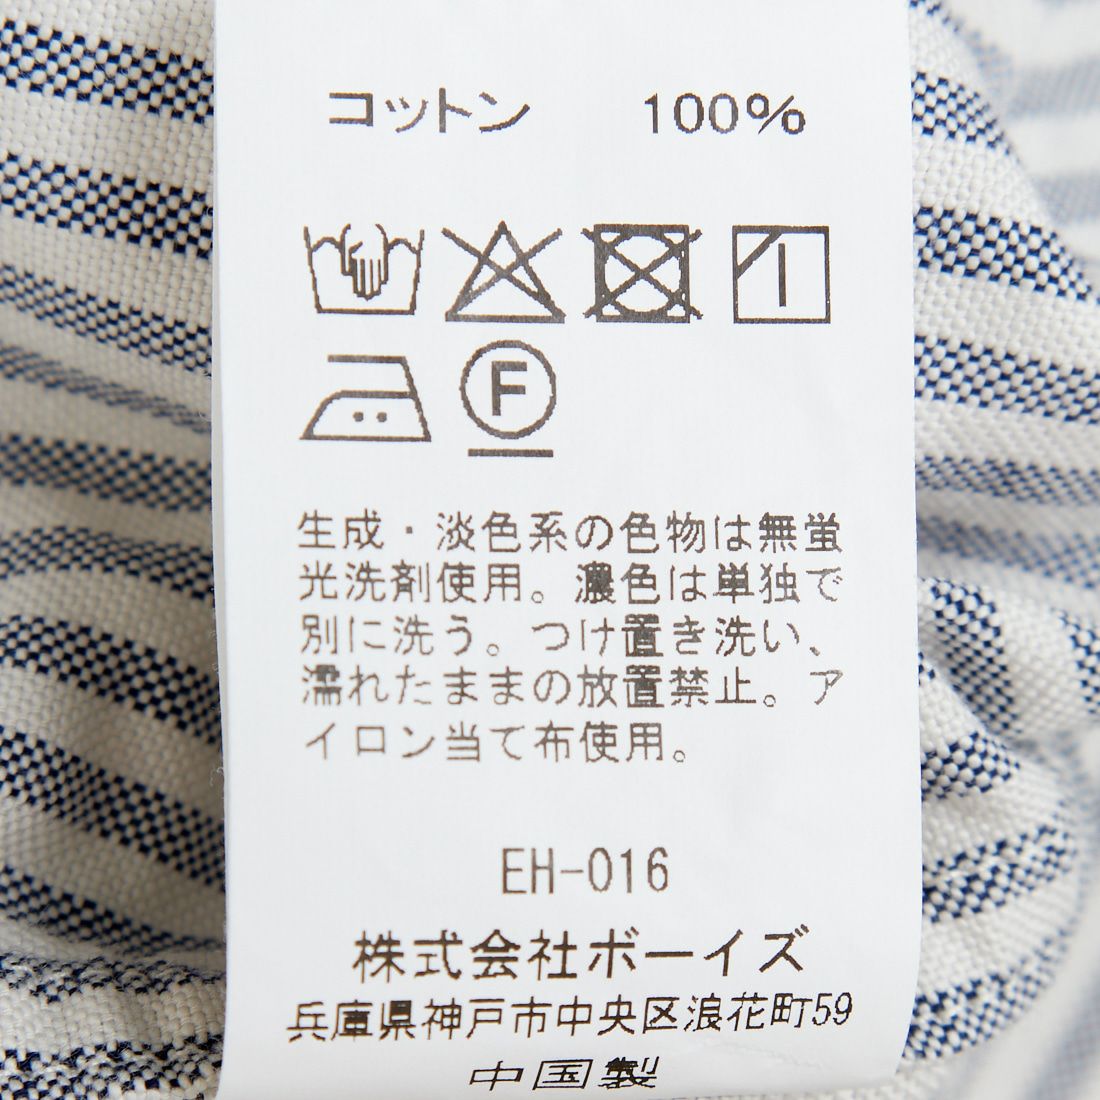 コットン 100%
F
生成・淡色系の色物は無蛍
光洗剤使用。濃色は単独で
別に洗う。つけ置き洗い、
濡れたままの放置禁止。ア
イロン当て布使用。
EH-016
株式会社ボーイズ
兵庫県神戸市中央区浪花町59
中国製